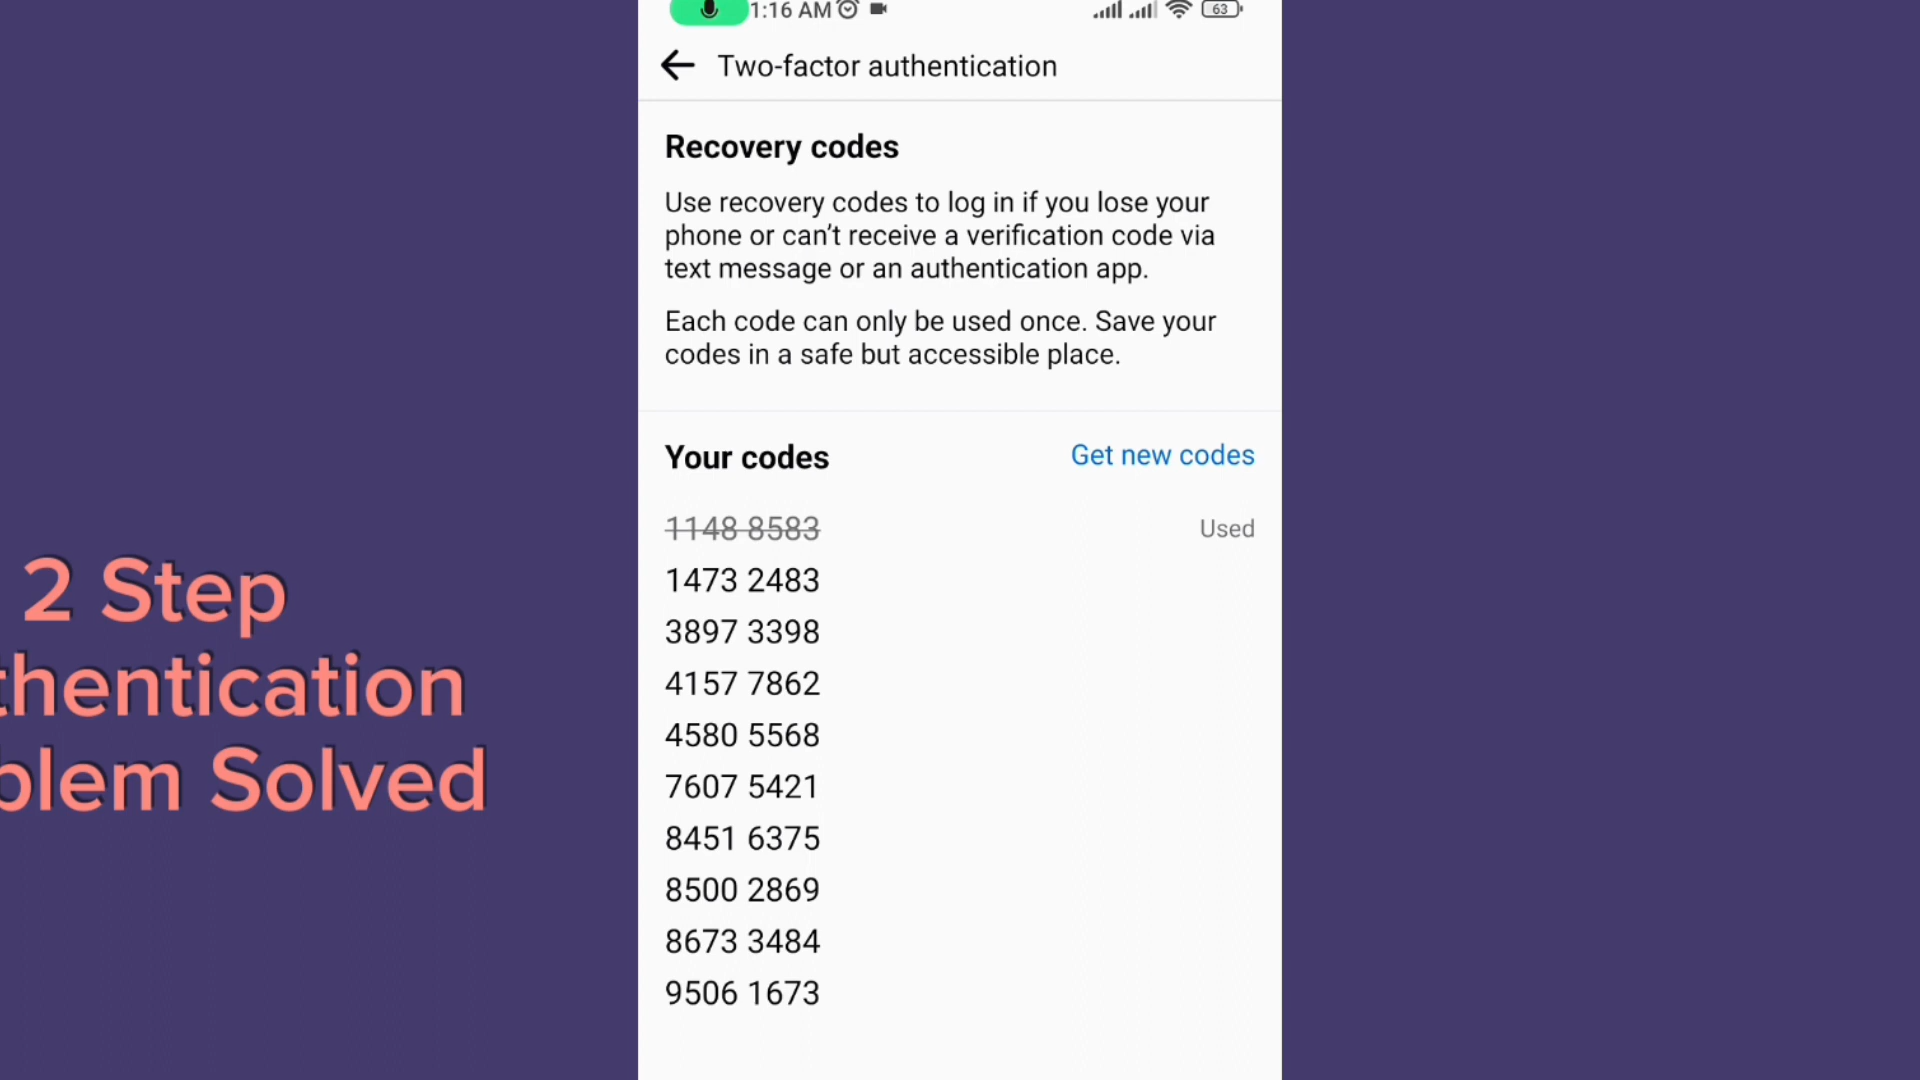 1:16 AM
63
Two-factor authentication
Recovery codes
Use recovery codes to log in if you lose your
phone or can’t receive a verification code via
text message or an authentication app.
Each code can only be used once. Save your
codes in a safe but accessible place.
Your codes
Get new codes
1148 8583
Used
1473 2483
3897 3398
4157 7862
4580 5568
7607 5421
8451 6375
8500 2869
8673 3484
9506 1673
2 Step
thentication
blem Solved